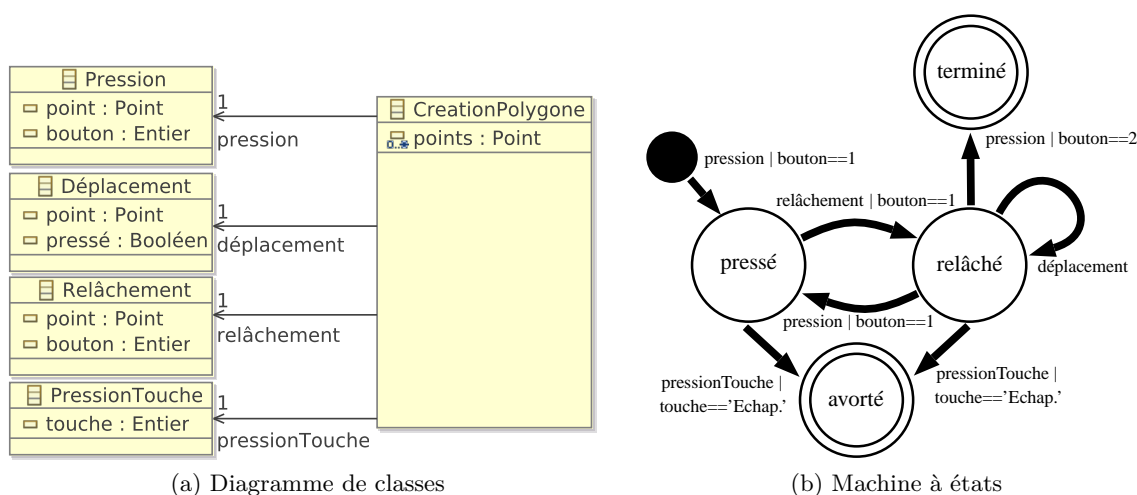 Pression
point : Point
bouton : Entier
1
pression
Déplacement
point : Point
pressé : Booléen
1
déplacement
Relâchement
point : Point
bouton : Entier
1
relâchement
PressionTouche
touche : Entier
1
pressionTouche
CreationPolygone
0..* points : Point
(a) Diagramme de classes
terminé
pression | bouton==2
pression | bouton==1
relâchement | bouton==1
pressé
relâché
déplacement
pression | bouton==1
pressionTouche |
touche=='Echap.'
avorté
pressionTouche |
touche=='Echap.'
(b) Machine à états